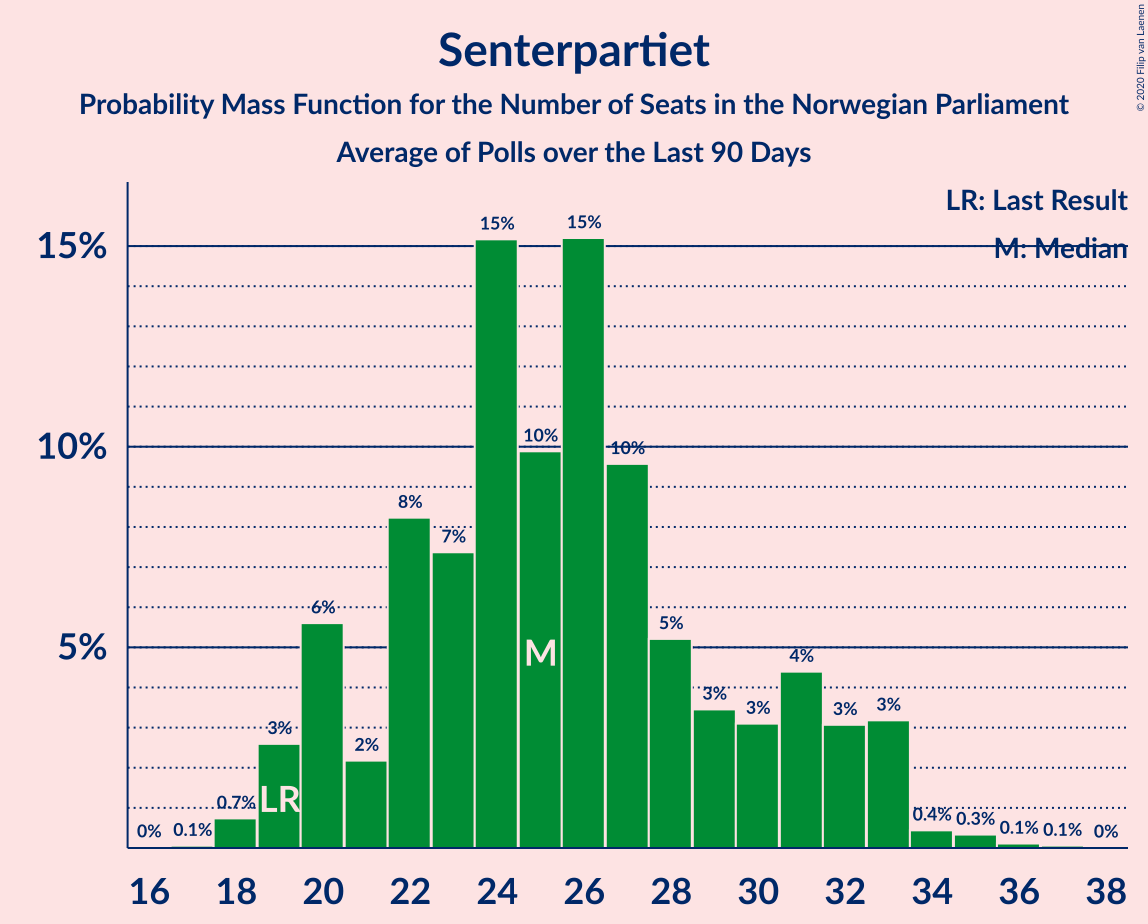 Senterpartiet
Probability Mass Function for the Number of Seats in the Norwegian Parliament
Average of Polls over the Last 90 Days
© 2020 Filip van Laenen
LR: Last Result
M: Median
15%
10%
5%
0%
0.1%
0.7%
3%
6%
2%
8%
7%
15%
10%
15%
10%
5%
3%
3%
4%
3%
3%
0.4%
0.3%
0.1%
0.1%
0%
LR
M
16 18 20 22 24 26 28 30 32 34 36 38